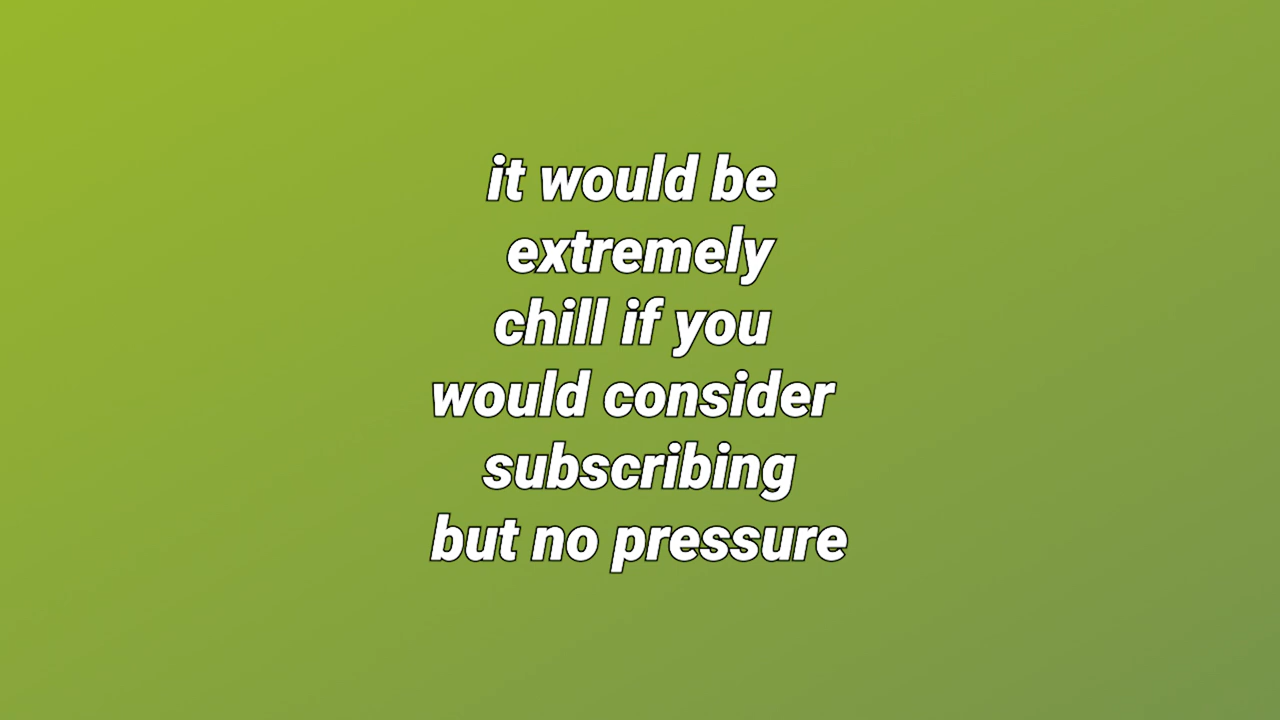 it would be
extremely
chill if you
would consider
subscribing
but no pressure